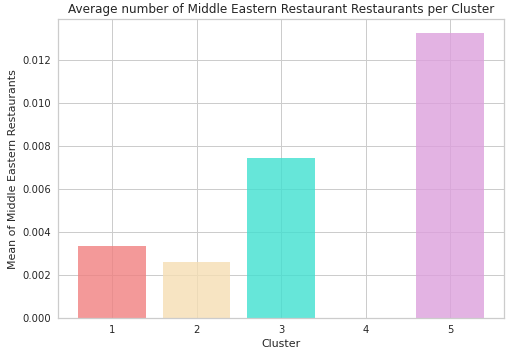 Average number of Middle Eastern Restaurant Restaurants per Cluster
Mean of Middle Eastern Restaurants
0.012
0.010
0.008
0.006
0.004
0.002
0.000
1 2 3 4 5
Cluster